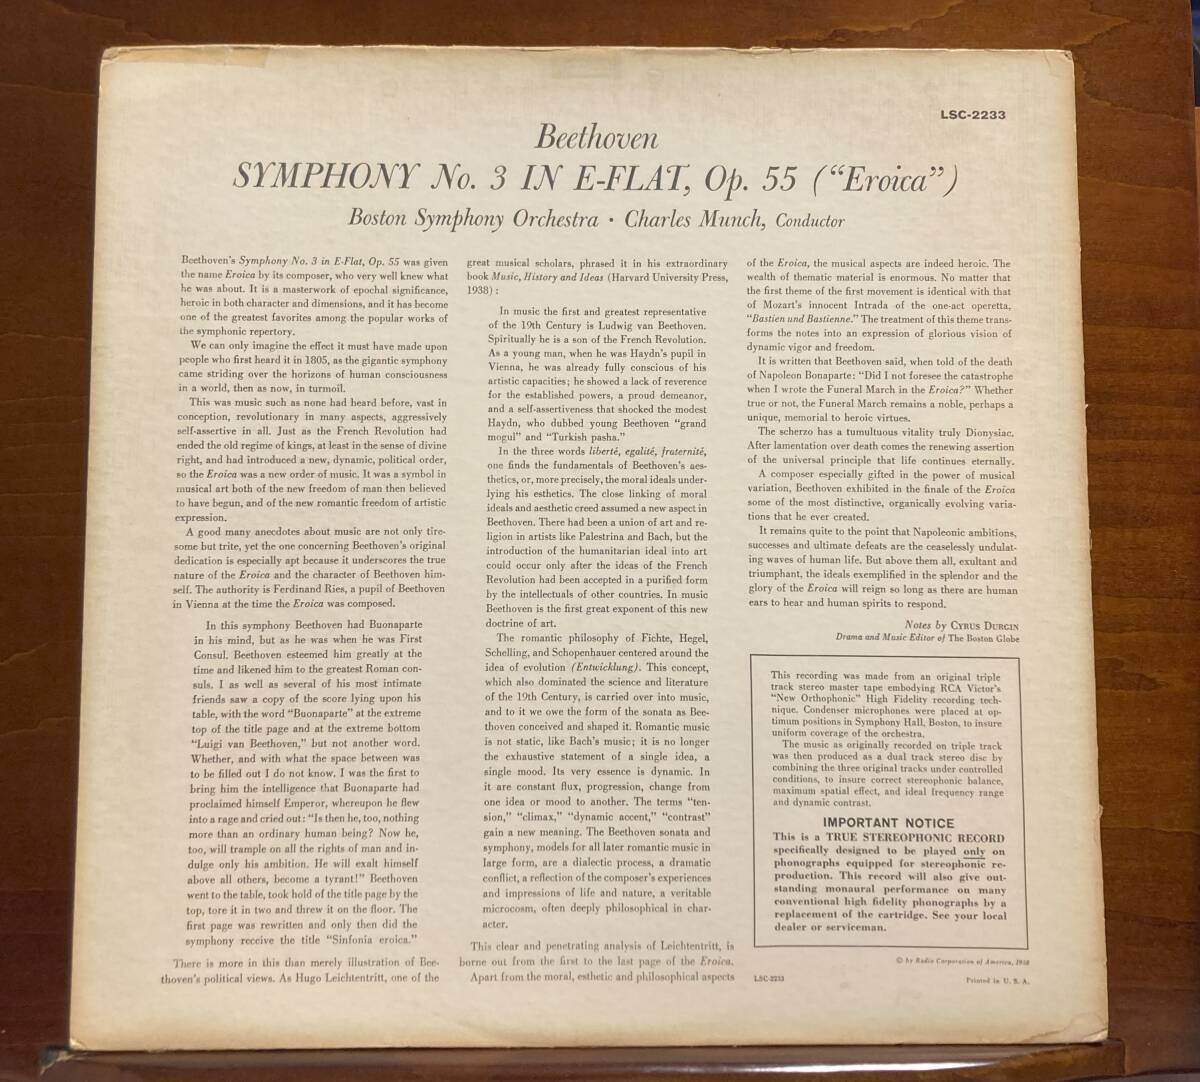 LSC-2233
Beethoven
SYMPHONY No. 3 IN E-FLAT, Op. 55 (“Eroica”)
Boston Symphony Orchestra • Charles Munch, Conductor
Beethoven's Symphony No. 3 in E-Flat, Op. 55 was given
the name Eroica by its composer, who very well knew what
he was about. It is a masterwork of epochal significance,
heroic in both character and dimensions, and it has become
one of the greatest favorites among the popular works of
the symphonic repertory.
We can only imagine the effect it must have made upon
people who first heard it in 1805, as the gigantic symphony
came striding over the horizons of human consciousness
in a world, then as now, in turmoil.
This was music such as none had heard before, vast in
conception, revolutionary in many aspects, aggressively
self-assertive in all. Just as the French Revolution had
ended the old regime of kings, at least in the sense of divine
right, and had introduced a new, dynamic, political order,
so the Eroica was a new order of music. It was a symbol in
musical art both of the new freedom of man then believed
to have begun, and of the new romantic freedom of artistic
expression.
A good many anecdotes about music are not only tire-
some but trite, yet the one concerning Beethoven's original
dedication is especially apt because it underscores the true
nature of the Eroica and the character of Beethoven him-
self. The authority is Ferdinand Ries, a pupil of Beethoven
in Vienna at the time the Eroica was composed.
In this symphony Beethoven had Buonaparte
in his mind, but as he was when he was First
Consul. Beethoven esteemed him greatly at the
time and likened him to the greatest Roman con-
suls. I as well as several of his most intimate
friends saw a copy of the score lying upon his
table, with the word “Buonaparte” at the extreme
top of the title page and at the extreme bottom
“Luigi van Beethoven,” but not another word.
Whether, and with what the space between was
to be filled out I do not know. I was the first to
bring him the intelligence that Buonaparte had
proclaimed himself Emperor, whereupon he flew
into a rage and cried out: “Is then he, too, nothing
more than an ordinary human being? Now he,
too, will trample on all the rights of man and in-
dulge only his ambition. He will exalt himself
above all others, become a tyrant!” Beethoven
went to the table, took hold of the title page by the
top, tore it in two and threw it on the floor. The
first page was rewritten and only then did the
symphony receive the title “Sinfonia eroica.”
There is more in this than merely illustration of Bee-
thoven's political views. As Hugo Leichtentritt, one of the
great musical scholars, phrased it in his extraordinary
book Music, History and Ideas (Harvard University Press,
1938) :
In music the first and greatest representative
of the 19th Century is Ludwig van Beethoven.
Spiritually he is a son of the French Revolution.
As a young man, when he was Haydn's pupil in
Vienna, he was already fully conscious of his
artistic capacities; he showed a lack of reverence
for the established powers, a proud demeanor,
and a self-assertiveness that shocked the modest
Haydn, who dubbed young Beethoven “grand
mogul” and “Turkish pasha.”
In the three words liberté, egalité, fraternité,
one finds the fundamentals of Beethoven's aes-
thetics, or, more precisely, the moral ideals under-
lying his esthetics. The close linking of moral
ideals and aesthetic creed assumed a new aspect in
Beethoven. There had been a union of art and re-
ligion in artists like Palestrina and Bach, but the
introduction of the humanitarian ideal into art
could occur only after the ideas of the French
Revolution had been accepted in a purified form
by the intellectuals of other countries. In music
Beethoven is the first great exponent of this new
doctrine of art.
The romantic philosophy of Fichte, Hegel,
Schelling, and Schopenhauer centered around the
idea of evolution (Entwicklung). This concept,
which also dominated the science and literature
of the 19th Century, is carried over into music,
and to it we owe the form of the sonata as Bee-
thoven conceived and shaped it. Romantic music
is not static, like Bach's music; it is no longer
the exhaustive statement of a single idea, a
single mood. Its very essence is dynamic. In
it are constant flux, progression, change from
one idea or mood to another. The terms “ten-
sion,” “climax,” “dynamic accent,” “contrast”
gain a new meaning. The Beethoven sonata and
symphony, models for all later romantic music in
large form, are a dialectic process, a dramatic
conflict, a reflection of the composer's experiences
and impressions of life and nature, a veritable
microcosm, often deeply philosophical in char-
acter.
This clear and penetrating analysis of Leichtentritt, is
borne out from the first to the last page of the Eroica.
Apart from the moral, esthetic and philosophical aspects
of the Eroica, the musical aspects are indeed heroic. The
wealth of thematic material is enormous. No matter that
the first theme of the first movement is identical with that
of Mozart's innocent Intrada of the one-act operetta,
“Bastien und Bastienne.” The treatment of this theme trans-
forms the notes into an expression of glorious vision of
dynamic vigor and freedom.
It is written that Beethoven said, when told of the death
of Napoleon Bonaparte: “Did I not foresee the catastrophe
when I wrote the Funeral March in the Eroica?” Whether
true or not, the Funeral March remains a noble, perhaps a
unique, memorial to heroic virtues.
The scherzo has a tumultuous vitality truly Dionysiac.
After lamentation over death comes the renewing assertion
of the universal principle that life continues eternally.
A composer especially gifted in the power of musical
variation, Beethoven exhibited in the finale of the Eroica
some of the most distinctive, organically evolving varia-
tions that he ever created.
It remains quite to the point that Napoleonic ambitions,
successes and ultimate defeats are the ceaselessly undulat-
ing waves of human life. But above them all, exultant and
triumphant, the ideals exemplified in the splendor and the
glory of the Eroica will reign so long as there are human
ears to hear and human spirits to respond.
Notes by CYRUS DURGIN
Drama and Music Editor of The Boston Globe
This recording was made from an original triple
track stereo master tape embodying RCA Victor's
“New Orthophonic” High Fidelity recording tech-
nique. Condenser microphones were placed at op-
timum positions in Symphony Hall, Boston, to insure
uniform coverage of the orchestra.
The music as originally recorded on triple track
was then produced as a dual track stereo disc by
combining the three original tracks under controlled
conditions, to insure correct stereophonic balance,
maximum spatial effect, and ideal frequency range
and dynamic contrast.
IMPORTANT NOTICE
This is a TRUE STEREOPHONIC RECORD
specifically designed to be played only on
phonographs equipped for stereophonic re-
production. This record will also give out-
standing monaural performance on many
conventional high fidelity phonographs by a
replacement of the cartridge. See your local
dealer or serviceman.
© by Radio Corporation of America, 1958
LSC-2233
Printed in U. S. A.